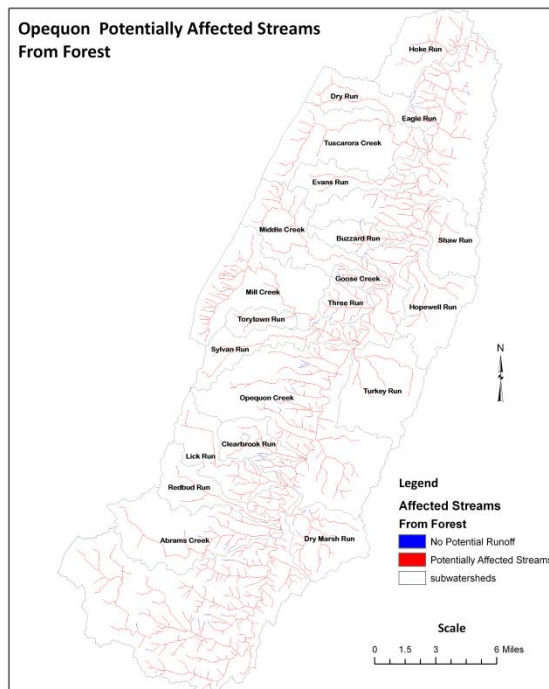 Opequon Potentially Affected Streams
From Forest
Hoke Run
Dry Run
Eagle Run
Tuscarora Creek
Evans Run
Middle Creek
Buzzard Run
Shaw Run
Goose Creek
Mill Creek
Three Run
Hopewell Run
Torytown Run
Sylvan Run
N
Turkey Run
Opequon Creek
Clearbrook Run
Lick Run
Redbud Run
Abrams Creek
Dry Marsh Run
Legend
Affected Streams
From Forest
No Potential Runoff
Potentially Affected Streams
subwatersheds
Scale
0 1.5 3 6 Miles